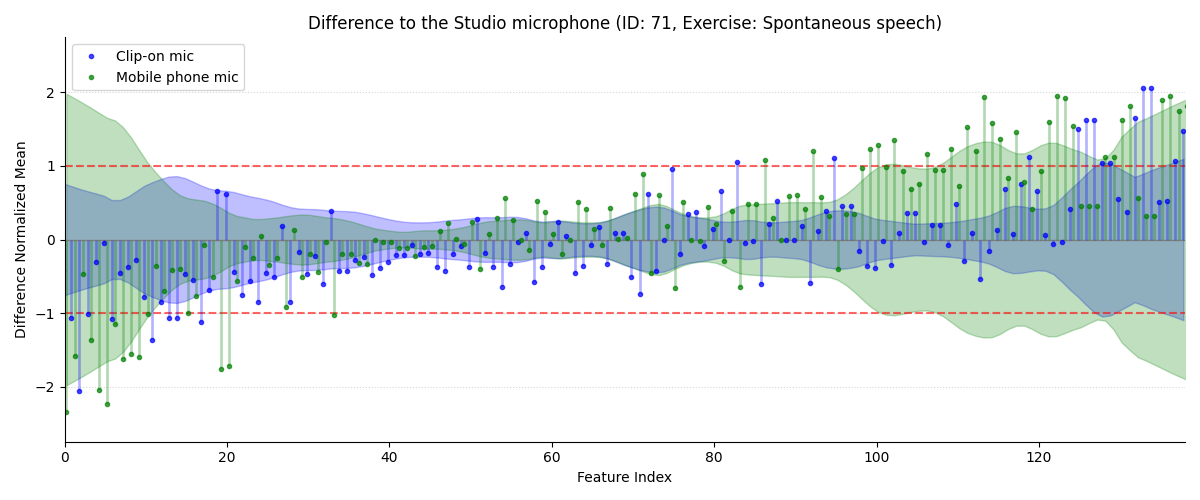 Difference to the Studio microphone (ID: 71, Exercise: Spontaneous speech)
Clip-on mic
Mobile phone mic
Difference Normalized Mean
2
1
0
−1
−2
0 20 40 60 80 100 120
Feature Index